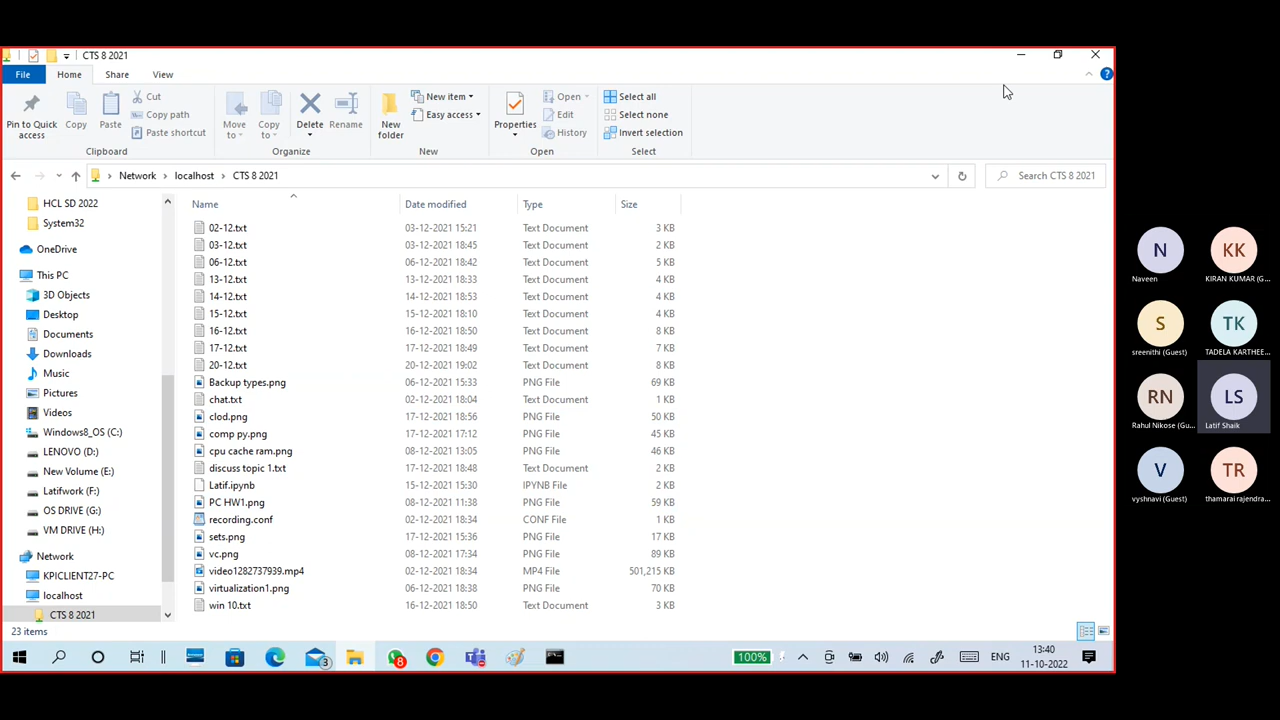 CTS 8 2021
File Home Share View
Pin to Quick access
Copy
Paste
Cut
Copy path
Paste shortcut
Clipboard
Move to
Copy to
Delete
Rename
Organize
New folder
New item
Easy access
New
Properties
Open
Edit
History
Open
Select all
Select none
Invert selection
Select
Network › localhost › CTS 8 2021
Search CTS 8 2021
HCL SD 2022
System32
OneDrive
This PC
3D Objects
Desktop
Documents
Downloads
Music
Pictures
Videos
Windows8_OS (C:)
LENOVO (D:)
New Volume (E:)
Latifwork (F:)
OS DRIVE (G:)
VM DRIVE (H:)
Network
KPICLIENT27-PC
localhost
CTS 8 2021
Name Date modified Type Size
02-12.txt 03-12-2021 15:21 Text Document 3 KB
03-12.txt 03-12-2021 18:45 Text Document 2 KB
06-12.txt 06-12-2021 18:42 Text Document 5 KB
13-12.txt 13-12-2021 18:33 Text Document 4 KB
14-12.txt 14-12-2021 18:53 Text Document 4 KB
15-12.txt 15-12-2021 18:10 Text Document 4 KB
16-12.txt 16-12-2021 18:50 Text Document 8 KB
17-12.txt 17-12-2021 18:49 Text Document 7 KB
20-12.txt 20-12-2021 19:02 Text Document 8 KB
Backup types.png 06-12-2021 15:33 PNG File 69 KB
chat.txt 02-12-2021 18:04 Text Document 1 KB
clod.png 17-12-2021 18:56 PNG File 50 KB
comp py.png 17-12-2021 17:12 PNG File 45 KB
cpu cache ram.png 08-12-2021 13:05 PNG File 46 KB
discuss topic 1.txt 17-12-2021 18:48 Text Document 2 KB
Latif.ipynb 15-12-2021 15:30 IPYNB File 2 KB
PC HW1.png 08-12-2021 11:38 PNG File 59 KB
recording.conf 02-12-2021 18:34 CONF File 1 KB
sets.png 17-12-2021 15:36 PNG File 17 KB
vc.png 08-12-2021 17:34 PNG File 89 KB
video1282737939.mp4 02-12-2021 18:34 MP4 File 501,215 KB
virtualization1.png 06-12-2021 18:38 PNG File 70 KB
win 10.txt 16-12-2021 18:50 Text Document 3 KB
23 items
3
8
100%
ENG
13:40
11-10-2022
N KK
Naveen KIRAN KUMAR (G...
S TK
sreenithi (Guest) TADELA KARTHEE...
RN LS
Rahul Nikose (Gu... Latif Shaik
V TR
vyshnavi (Guest) thamarai rajendra...